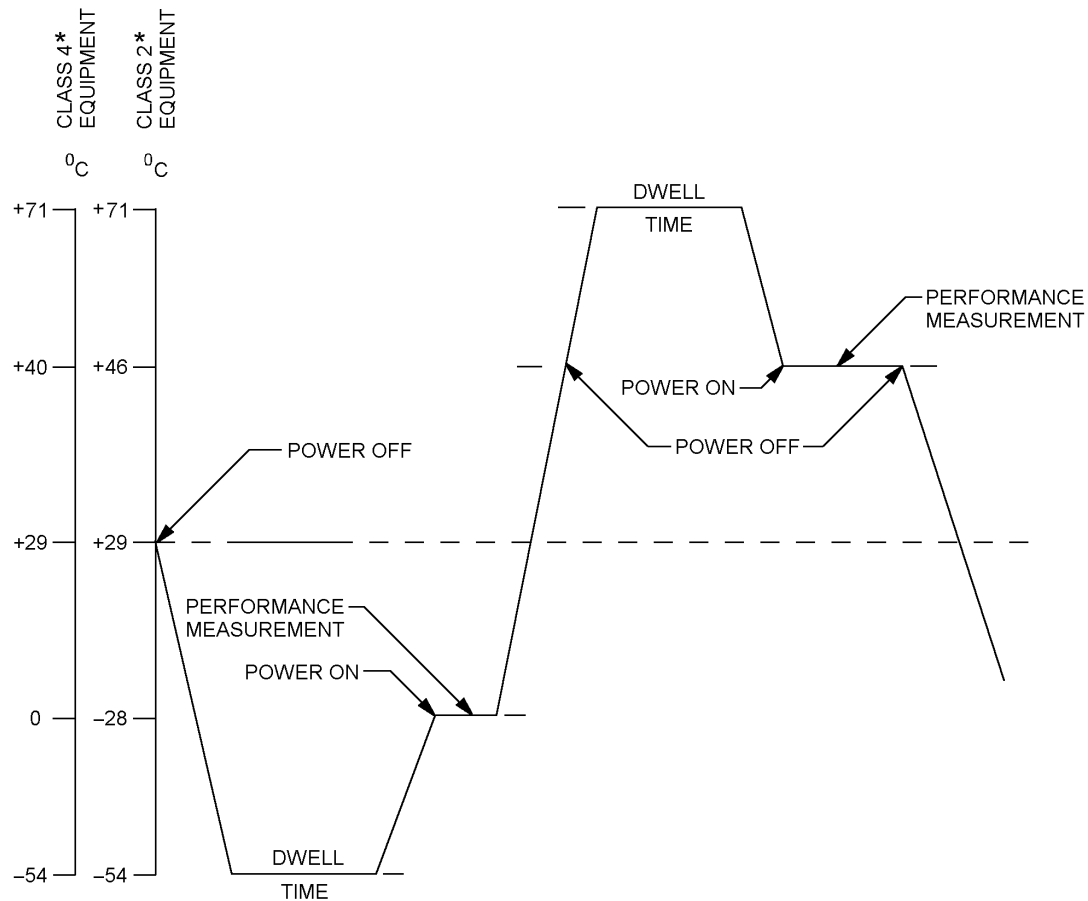 CLASS 4*
EQUIPMENT
CLASS 2*
EQUIPMENT
⁰C
⁰C
+71
+71
DWELL
TIME
PERFORMANCE
MEASUREMENT
+40
+46
POWER ON
POWER OFF
POWER OFF
+29
+29
PERFORMANCE
MEASUREMENT
POWER ON
0
–28
DWELL
TIME
–54
–54